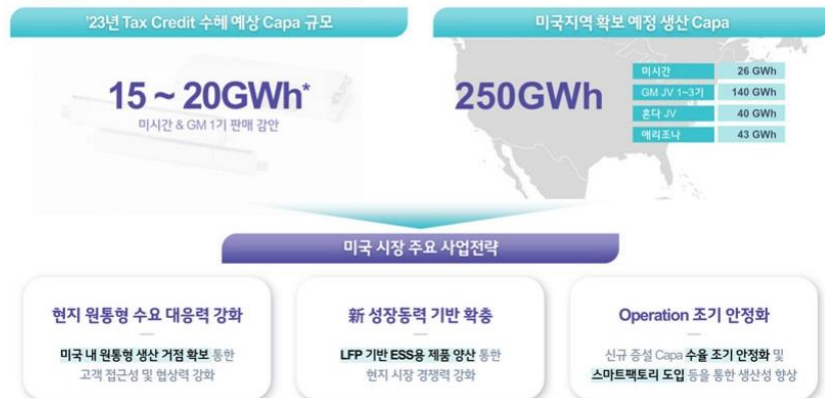 '23년 Tax Credit 수혜 예상 Capa 규모
미국지역 확보 예정 생산 Capa
15 ~ 20GWh*
미시간 & GM 1기 판매 감안
250GWh
미시간 26 GWh
GM JV 1~3기 140 GWh
혼다 JV 40 GWh
애리조나 43 GWh
미국 시장 주요 사업전략
현지 원통형 수요 대응력 강화
미국 내 원통형 생산 거점 확보 통한
고객 접근성 및 협상력 강화
新 성장동력 기반 확충
LFP 기반 ESS용 제품 양산 통한
현지 시장 경쟁력 강화
Operation 조기 안정화
신규 증설 Capa 수율 조기 안정화 및
스마트팩토리 도입 등을 통한 생산성 향상